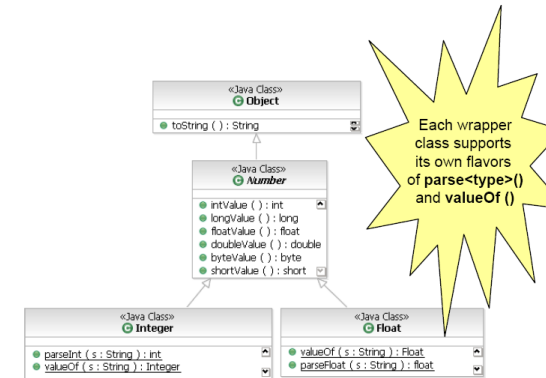 «Java Class»
Object
toString ( ) : String
«Java Class»
Number
intValue ( ) : int
longValue ( ) : long
floatValue ( ) : float
doubleValue ( ) : double
byteValue ( ) : byte
shortValue ( ) : short
«Java Class»
Integer
parseInt ( s : String ) : int
valueOf ( s : String ) : Integer
«Java Class»
Float
valueOf ( s : String ) : Float
parseFloat ( s : String ) : float
Each wrapper
class supports
its own flavors
of parse<type>()
and valueOf ()